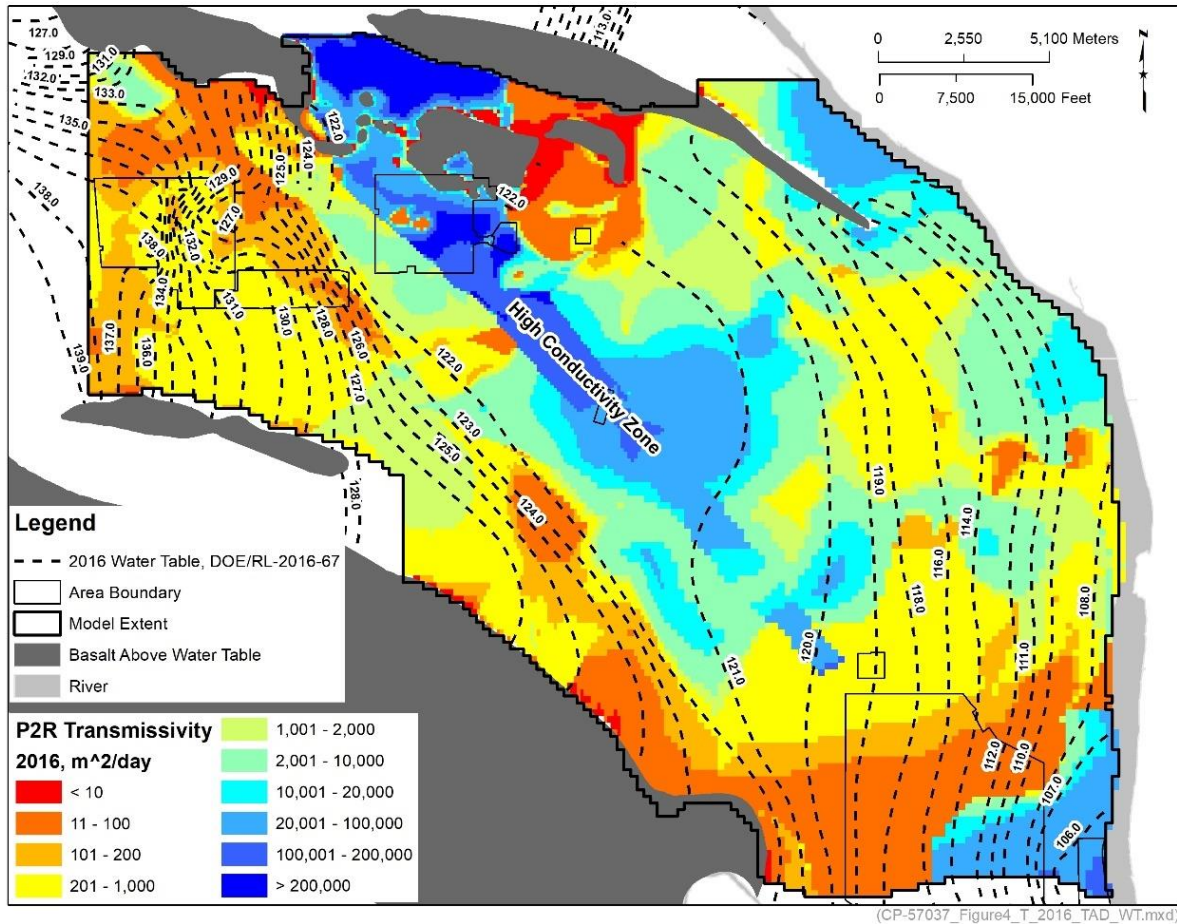 127.0
129.0
131.0
132.0
133.0
135.0
138.0
113.0
122.0
124.0
125.0
129.0
127.0
132.0
138.0
134.0
131.0
130.0
128.0
126.0
127.0
139.0
137.0
136.0
122.0
122.0
123.0
125.0
124.0
128.0
High Conductivity Zone
119.0
114.0
116.0
118.0
108.0
120.0
121.0
111.0
112.0
110.0
107.0
106.0
0 2,550 5,100 Meters
0 7,500 15,000 Feet
N
Legend
2016 Water Table, DOE/RL-2016-67
Area Boundary
Model Extent
Basalt Above Water Table
River
P2R Transmissivity
2016, m^2/day
< 10
11 - 100
101 - 200
201 - 1,000
1,001 - 2,000
2,001 - 10,000
10,001 - 20,000
20,001 - 100,000
100,001 - 200,000
> 200,000
(CP-57037_Figure4_T_2016_TAD_WT.mxd)